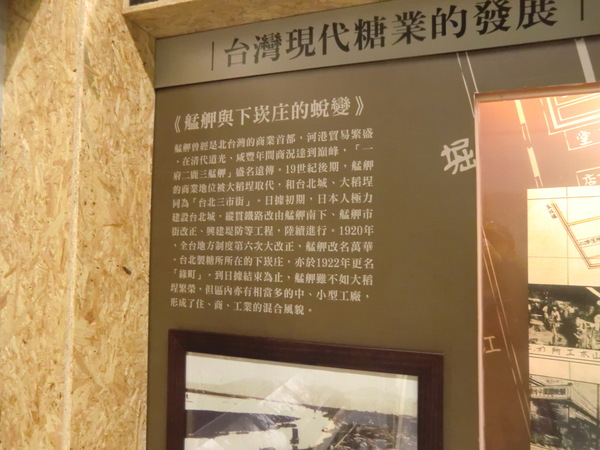 台灣現代糖業的發展
《艋舺與下崁庄的蛻變》
艋舺曾經是北台灣的商業首都,河港貿易繁盛
,在清代道光、咸豐年間商況達到巔峰,「一
府二鹿三艋舺」盛名遠傳。19世紀後期,艋舺
的商業地位被大稻埕取代,和台北城、大稻埕
同為「台北三市街」。日據初期,日本人極力
建設台北城,縱貫鐵路改由艋舺南下、艋舺市
街改正、興建堤防等工程,陸續進行。1920年
,全台地方制度第六次大改正,艋舺改名萬華
。台北製糖所所在的下崁庄,亦於1922年更名
「綠町」。到日據結束為止,艋舺雖不如大稻
埕繁榮,但區內亦有相當多的中、小型工廠,
形成了住、商、工業的混合風貌。
堀
工
店